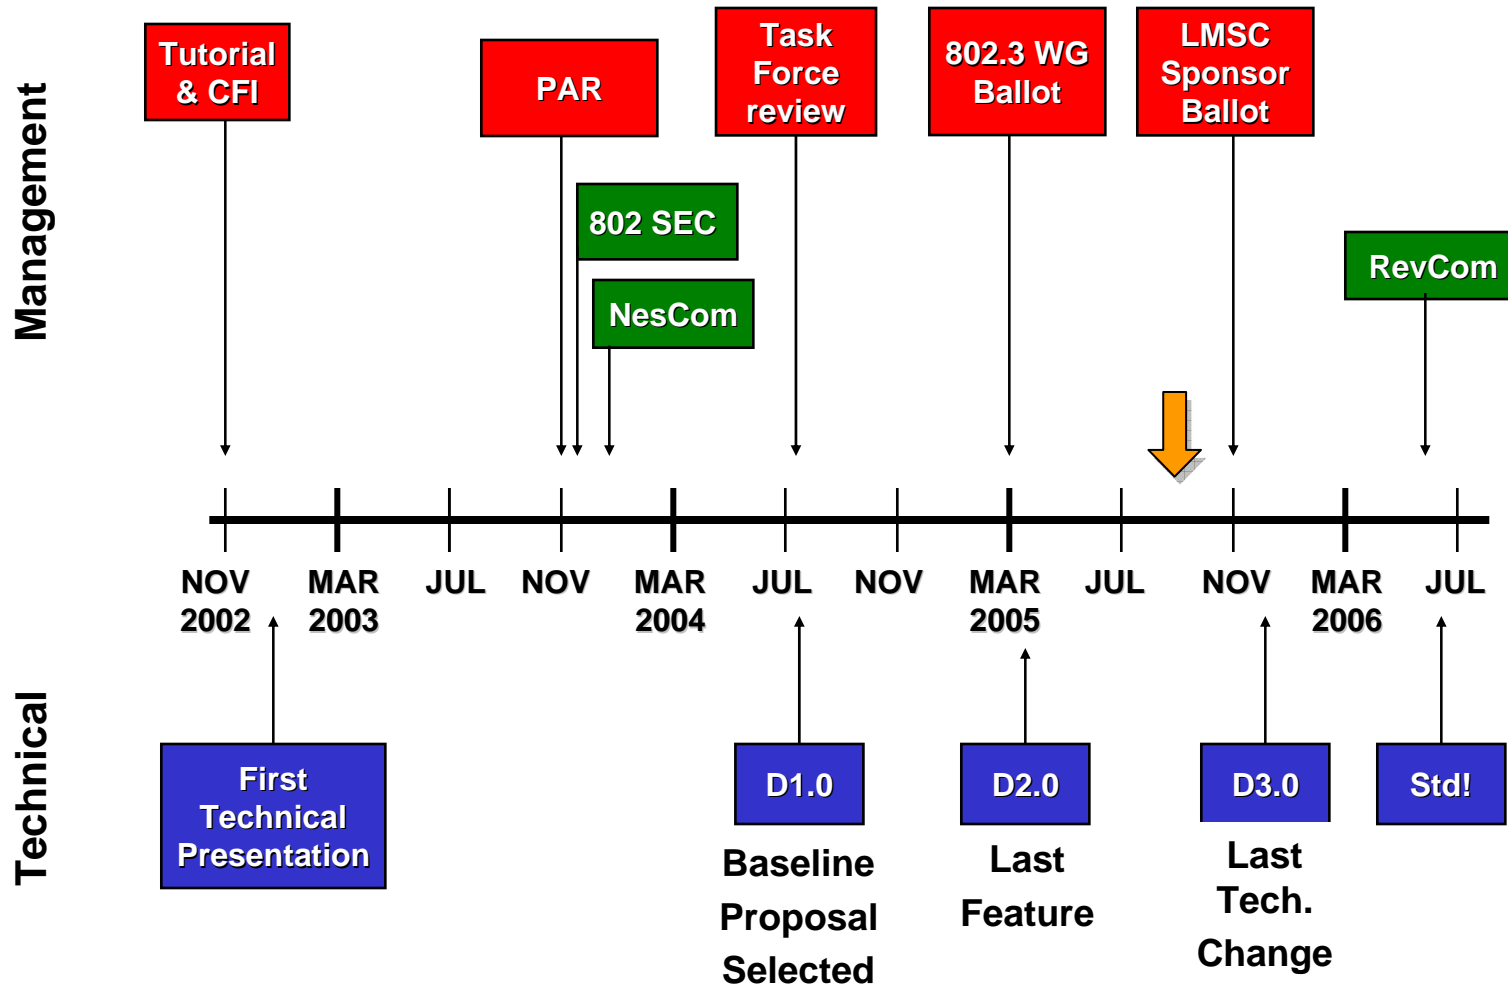 Management
Tutorial
& CFI
PAR
Task
Force
review
802.3 WG
Ballot
LMSC
Sponsor
Ballot
802 SEC
NesCom
RevCom
NOV
2002
MAR
2003
JUL
NOV
MAR
2004
JUL
NOV
MAR
2005
JUL
NOV
MAR
2006
JUL
Technical
First
Technical
Presentation
D1.0
Baseline
Proposal
Selected
D2.0
Last
Feature
D3.0
Last
Tech.
Change
Std!